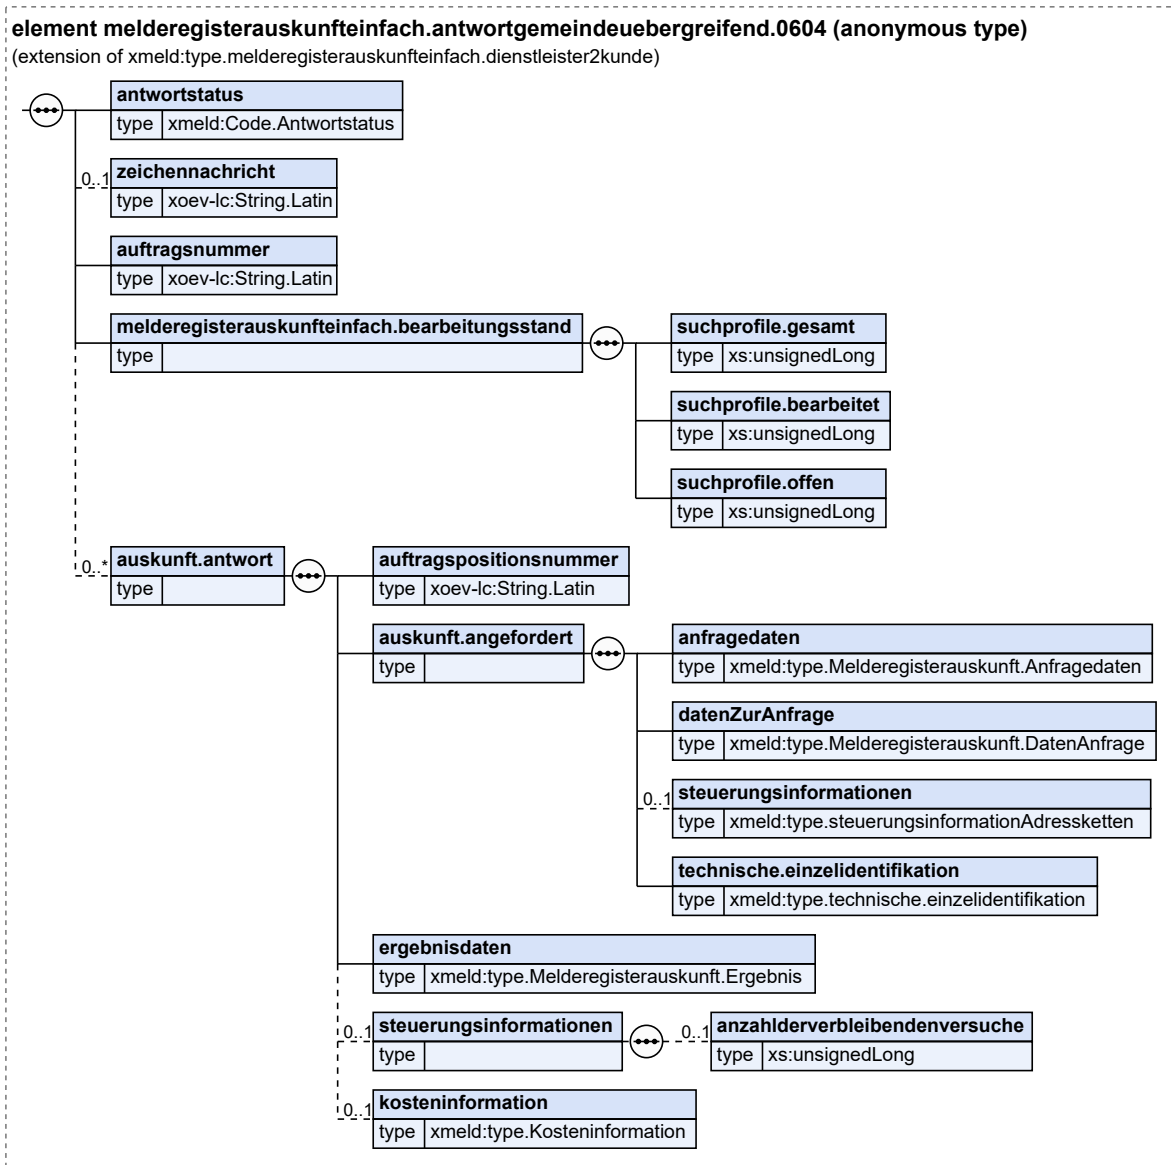 element melderegisterauskunfteinfach.antwortgemeindeuebergreifend.0604 (anonymous type)
(extension of xmeld:type.melderegisterauskunfteinfach.dienstleister2kunde)
antwortstatus
type xmeld:Code.Antwortstatus
0..1 zeichennachricht
type xoev-lc:String.Latin
auftragsnummer
type xoev-lc:String.Latin
melderegisterauskunfteinfach.bearbeitungsstand
type
suchprofile.gesamt
type xs:unsignedLong
suchprofile.bearbeitet
type xs:unsignedLong
suchprofile.offen
type xs:unsignedLong
0..* auskunft.antwort
type
auftragspositionsnummer
type xoev-lc:String.Latin
auskunft.angefordert
type
anfragedaten
type xmeld:type.Melderegisterauskunft.Anfragedaten
datenZurAnfrage
type xmeld:type.Melderegisterauskunft.DatenAnfrage
0..1 steuerungsinformationen
type xmeld:type.steuerungsinformationAdressketten
technische.einzelidentifikation
type xmeld:type.technische.einzelidentifikation
ergebnisdaten
type xmeld:type.Melderegisterauskunft.Ergebnis
0..1 steuerungsinformationen
type
0..1 anzahlderverbleibendenversuche
type xs:unsignedLong
0..1 kosteninformation
type xmeld:type.Kosteninformation